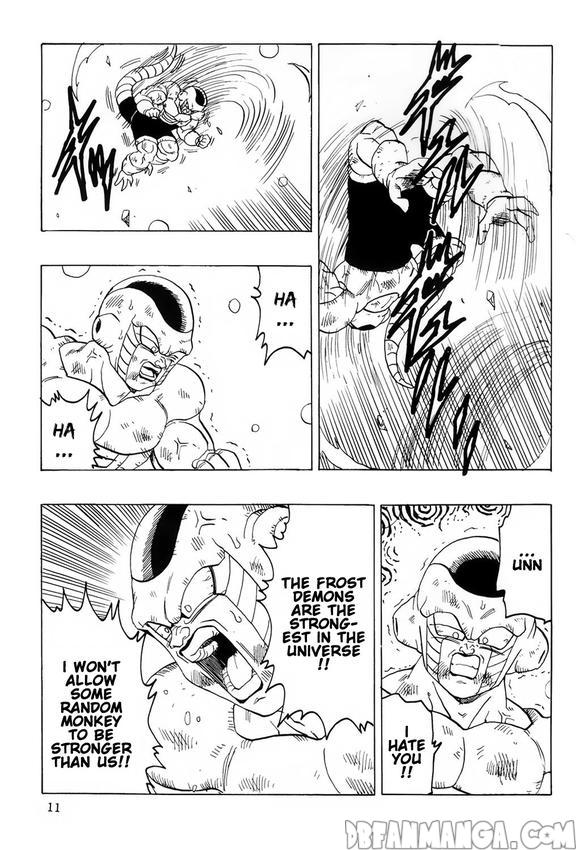 HA
...
HA
...
...
UNN
I
HATE
YOU!!
THE FROST
DEMONS
ARE THE
STRONG-
EST IN THE
UNIVERSE
!!
I WON'T
ALLOW
SOME
RANDOM
MONKEY
TO BE
STRONGER
THAN US!!
11
DBFANMANGA.COM